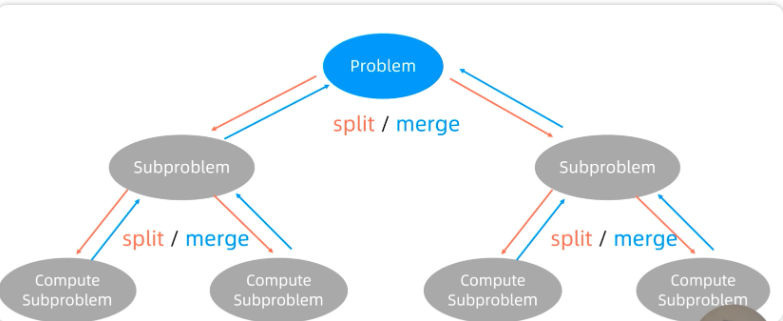 Problem
split / merge
Subproblem
Subproblem
split / merge
split / merge
Compute
Subproblem
Compute
Subproblem
Compute
Subproblem
Compute
Subproblem